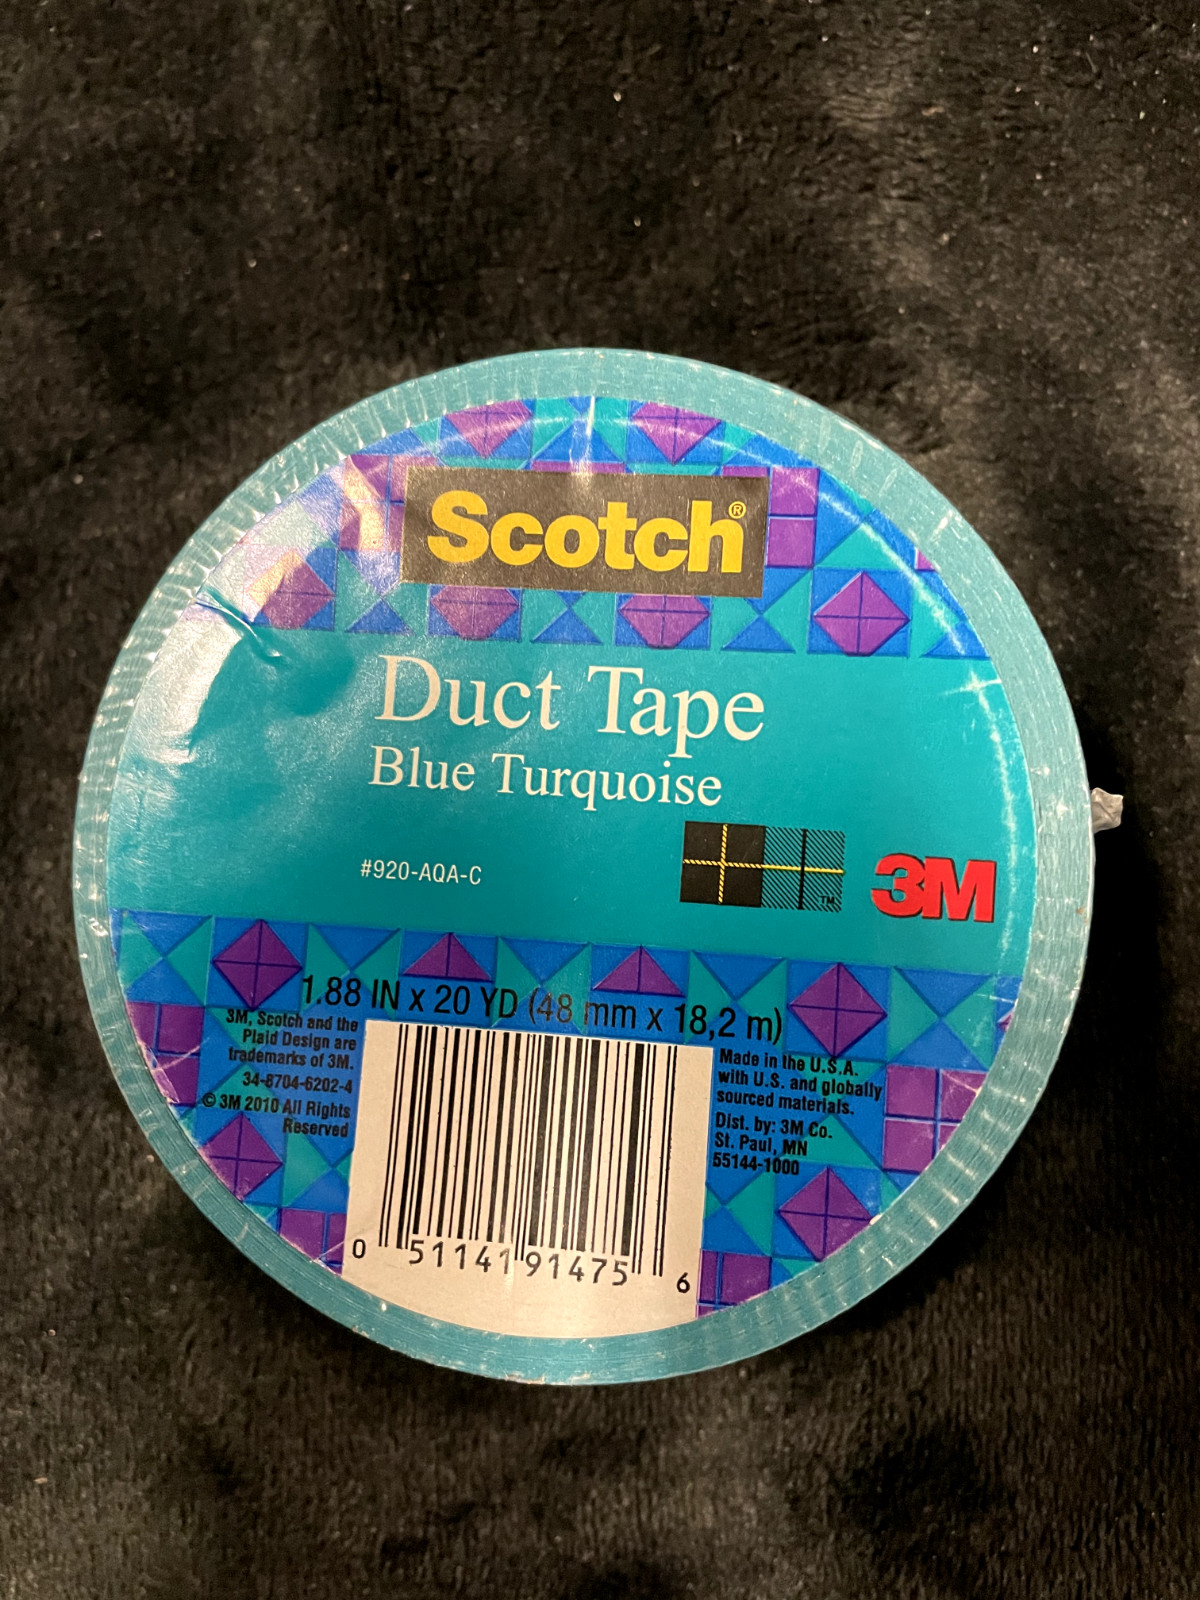 Scotch®
Duct Tape
Blue Turquoise
#920-AQA-C
™
3M
1.88 IN x 20 YD (48 mm x 18,2 m)
3M, Scotch and the
Plaid Design are
trademarks of 3M.
34-8704-6202-4
© 3M 2010 All Rights
Reserved
Made in the U.S.A.
with U.S. and globally
sourced materials.
Dist. by: 3M Co.
St. Paul, MN
55144-1000
0 51141 91475 6